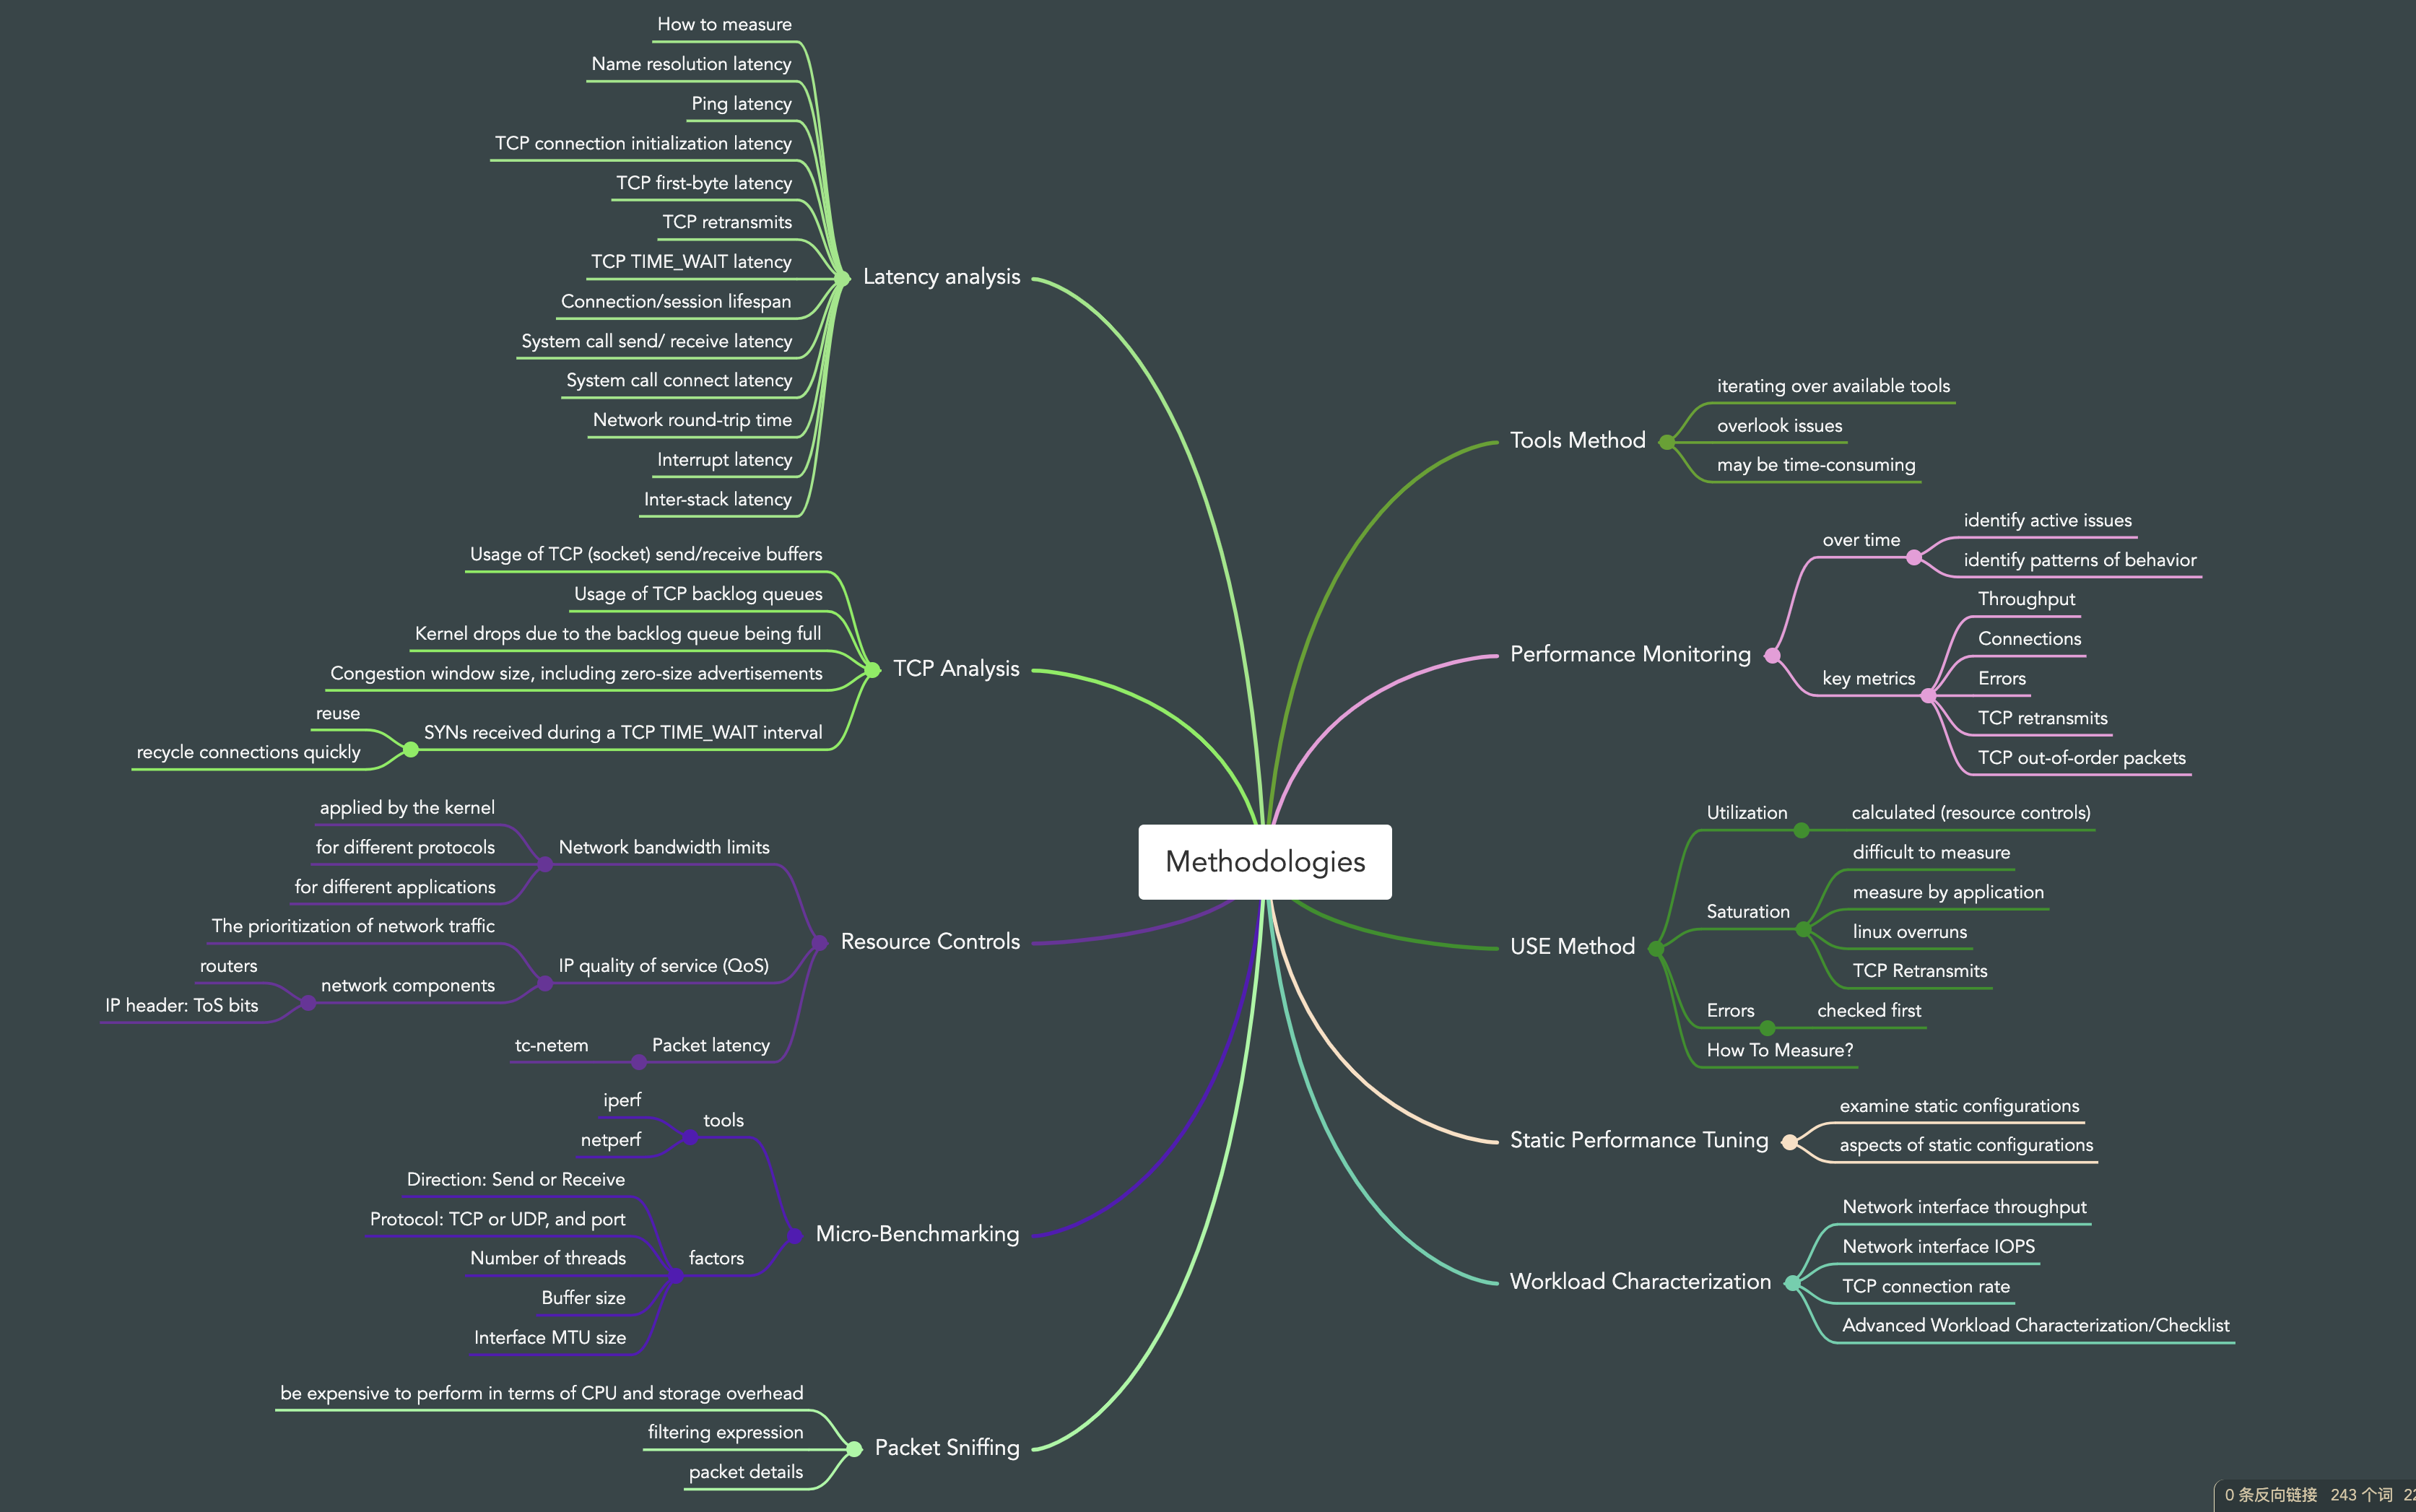 How to measure
Name resolution latency
Ping latency
TCP connection initialization latency
TCP first-byte latency
TCP retransmits
TCP TIME_WAIT latency
Connection/session lifespan
System call send/ receive latency
System call connect latency
Network round-trip time
Interrupt latency
Inter-stack latency
Latency analysis
Usage of TCP (socket) send/receive buffers
Usage of TCP backlog queues
Kernel drops due to the backlog queue being full
Congestion window size, including zero-size advertisements
reuse
recycle connections quickly
SYNs received during a TCP TIME_WAIT interval
TCP Analysis
applied by the kernel
for different protocols
for different applications
Network bandwidth limits
The prioritization of network traffic
routers
IP header: ToS bits
network components
IP quality of service (QoS)
tc-netem
Packet latency
Resource Controls
iperf
netperf
tools
Direction: Send or Receive
Protocol: TCP or UDP, and port
Number of threads
Buffer size
Interface MTU size
factors
Micro-Benchmarking
be expensive to perform in terms of CPU and storage overhead
filtering expression
packet details
Packet Sniffing
Methodologies
Tools Method
iterating over available tools
overlook issues
may be time-consuming
Performance Monitoring
over time
identify active issues
identify patterns of behavior
key metrics
Throughput
Connections
Errors
TCP retransmits
TCP out-of-order packets
USE Method
Utilization
calculated (resource controls)
Saturation
difficult to measure
measure by application
linux overruns
TCP Retransmits
Errors
checked first
How To Measure?
Static Performance Tuning
examine static configurations
aspects of static configurations
Workload Characterization
Network interface throughput
Network interface IOPS
TCP connection rate
Advanced Workload Characterization/Checklist
0 条反向链接 243 个词